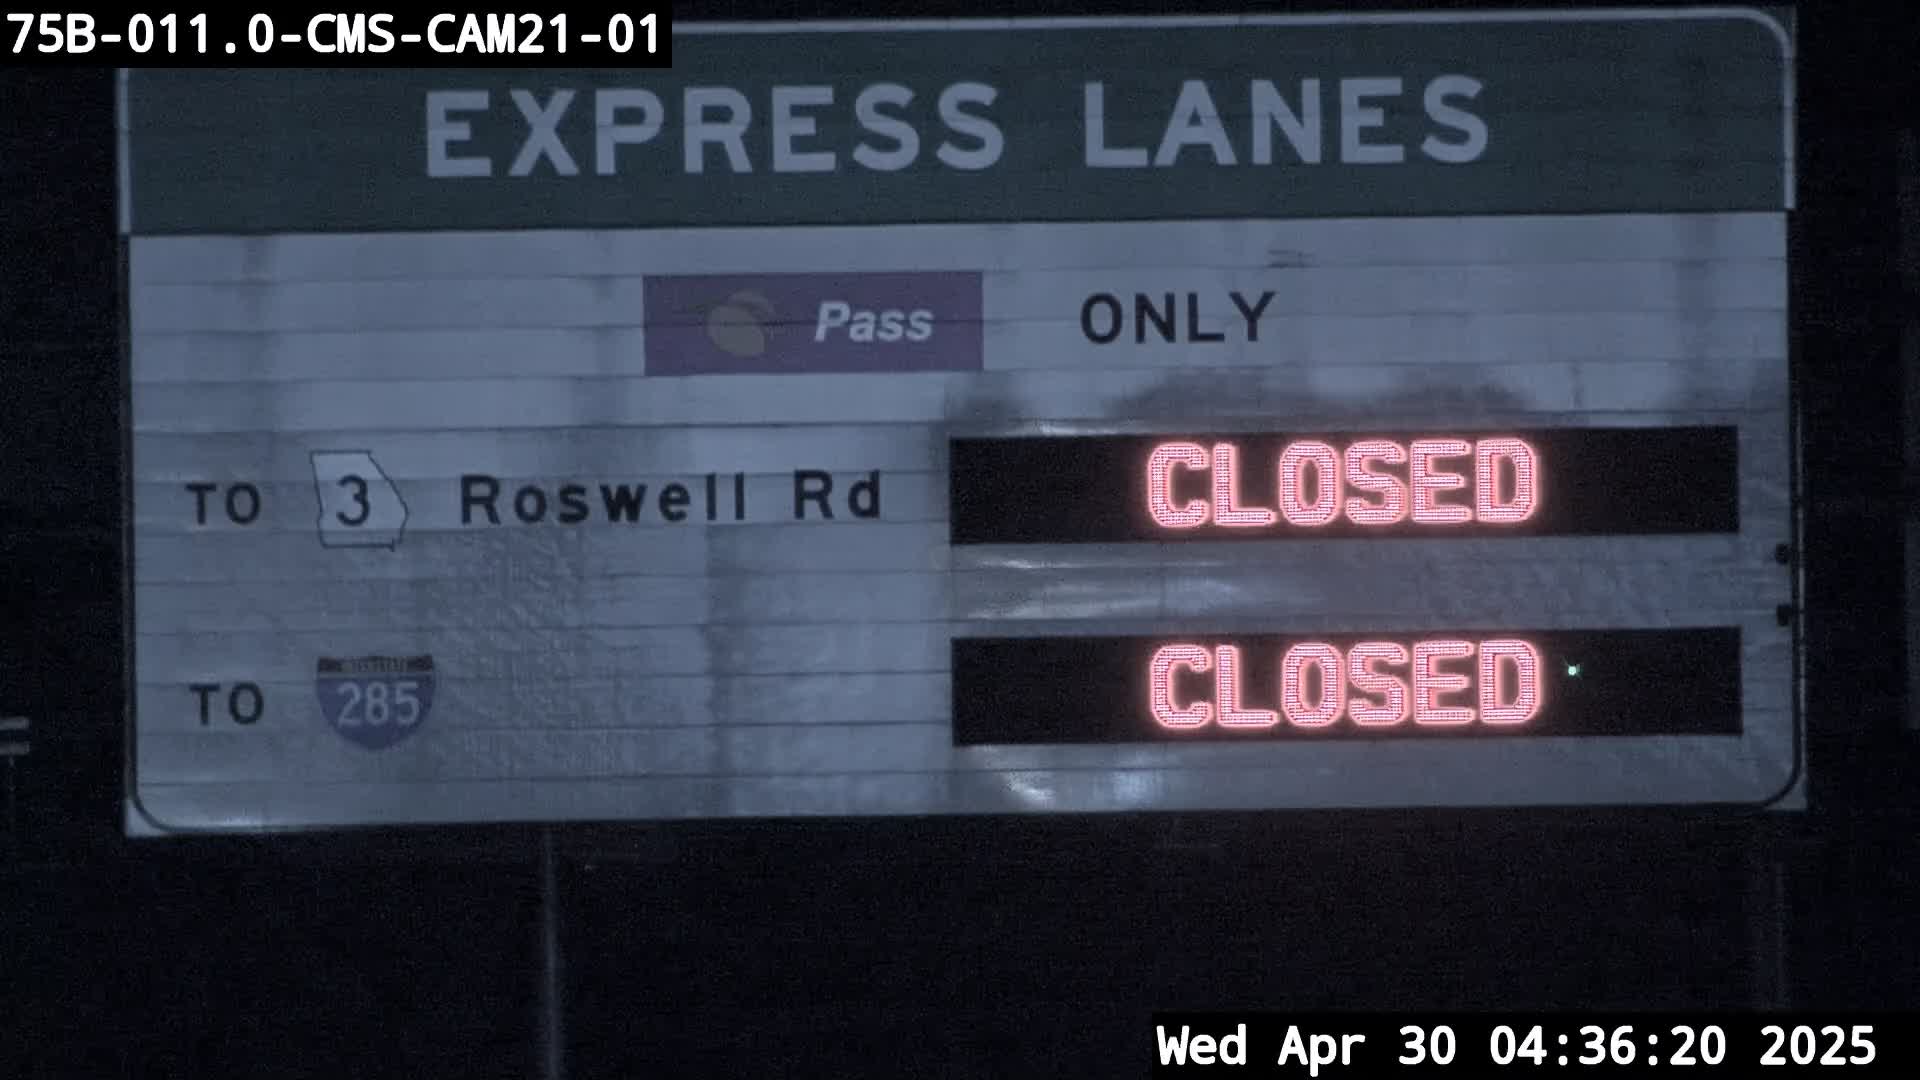 75B-011.0-CMS-CAM21-01
EXPRESS LANES
Pass ONLY
TO 3 Roswell Rd CLOSED
TO 285 CLOSED
Wed Apr 30 04:36:20 2025